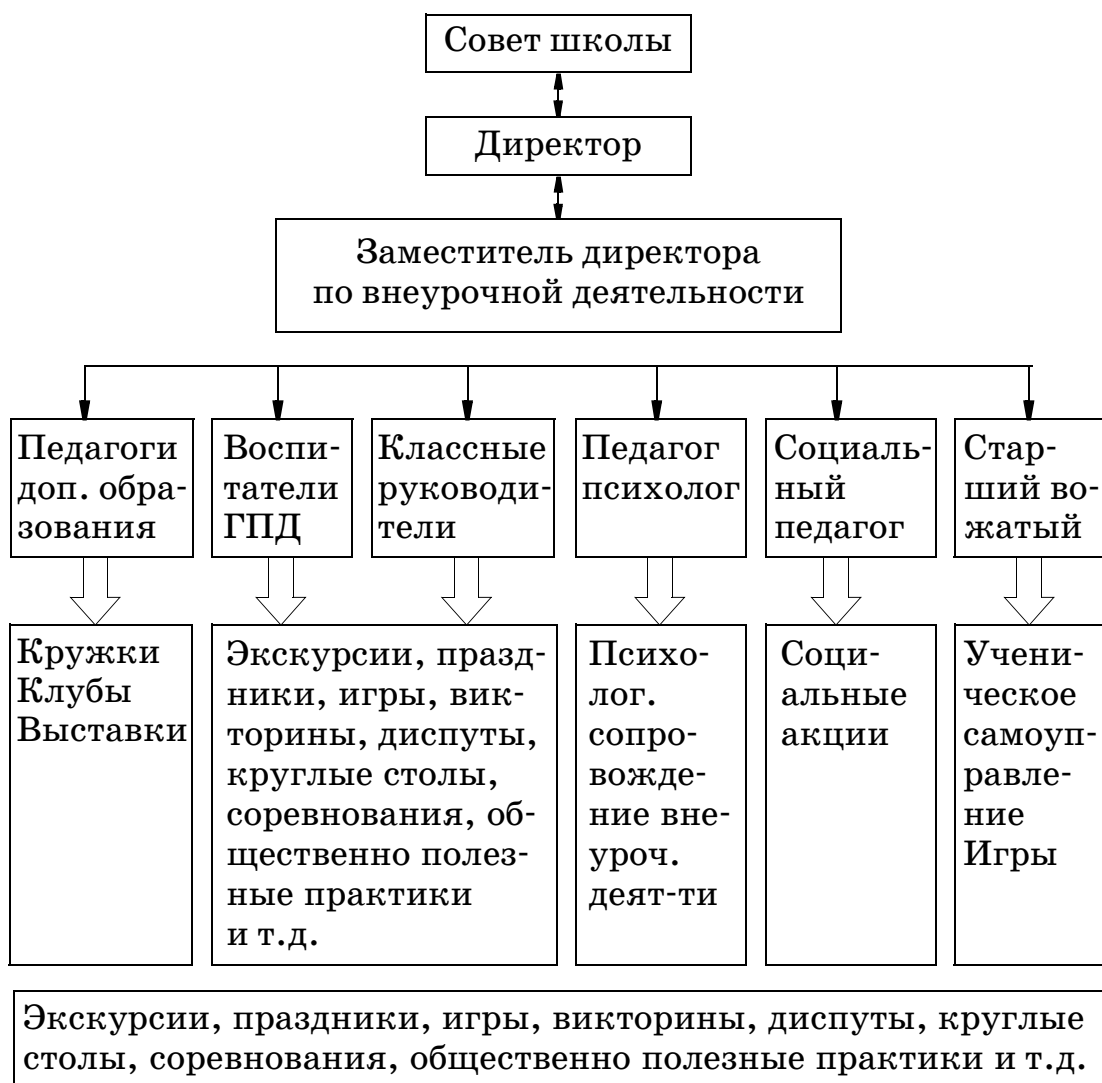 Совет школы
Директор
Заместитель директора
по внеурочной деятельности
Педагоги
доп. обра-
зования
Воспи-
татели
ГПД
Классные
руководи-
тели
Педагог
психолог
Социаль-
ный
педагог
Стар-
ший во-
жатый
Кружки
Клубы
Выставки
Экскурсии, празд-
ники, игры, вик-
торины, диспуты,
круглые столы,
соревнования, об-
щественно полез-
ные практики
и т.д.
Психо-
лог.
сопро-
вожде-
ние вне-
уроч.
деят-ти
Соци-
альные
акции
Учени-
ческое
самоуп-
равле-
ние
Игры
Экскурсии, праздники, игры, викторины, диспуты, круглые
столы, соревнования, общественно полезные практики и т.д.